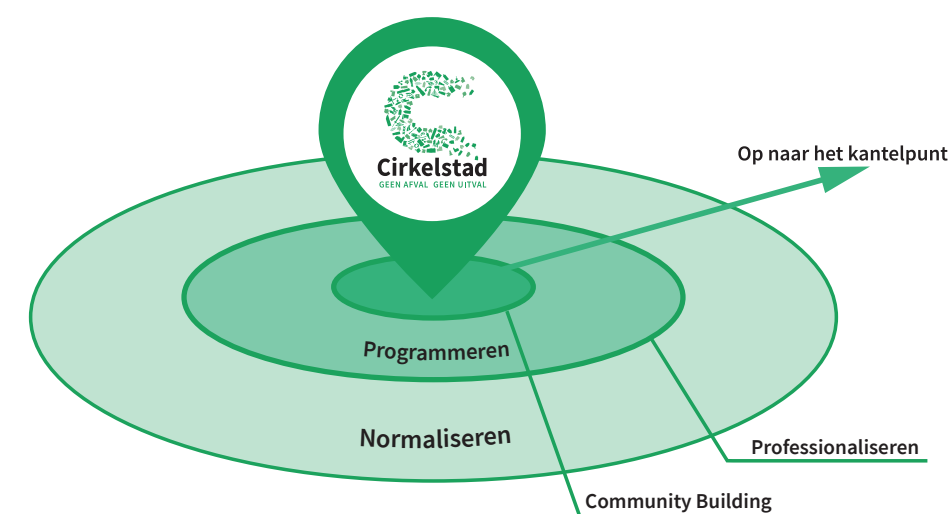 Cirkelstad
GEEN AFVAL GEEN UITVAL
Op naar het kantelpunt
Programmeren
Normaliseren
Professionaliseren
Community Building